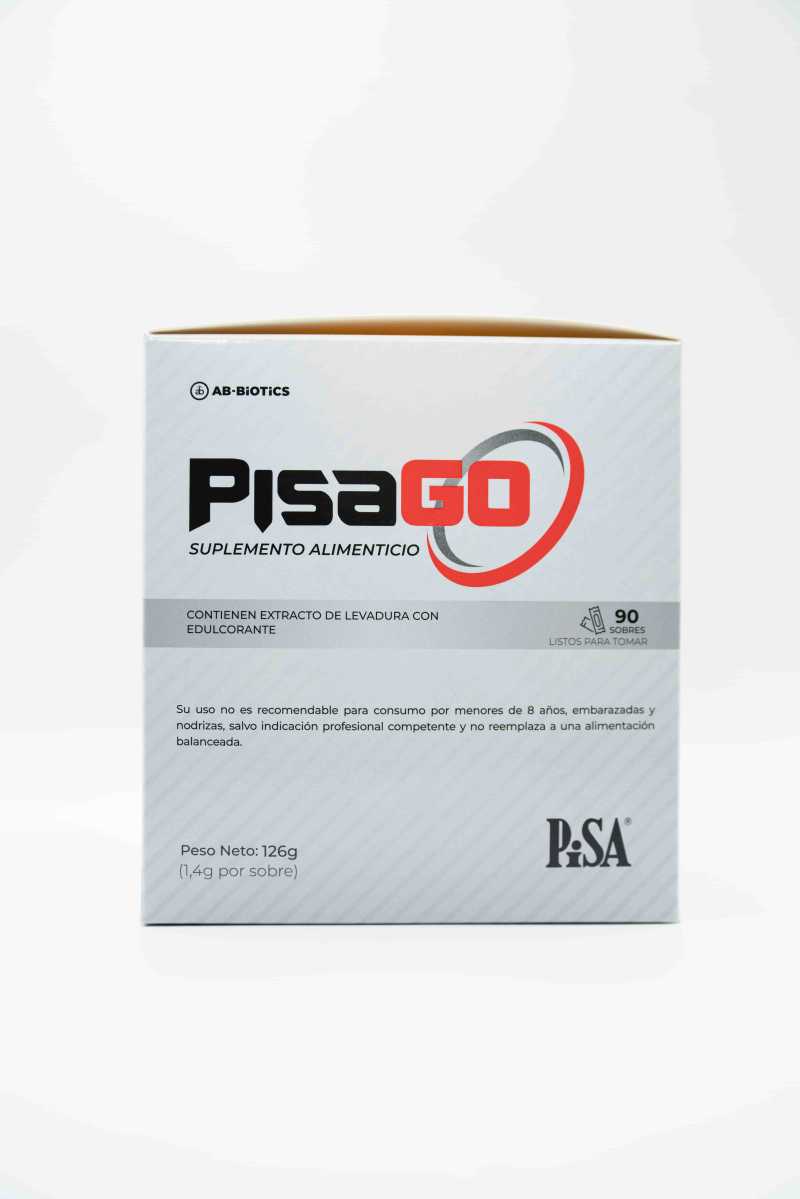 AB-BiOTiCS
PisaGO
SUPLEMENTO ALIMENTICIO
CONTIENEN EXTRACTO DE LEVADURA CON
EDULCORANTE
90
SOBRES
LISTOS PARA TOMAR
Su uso no es recomendable para consumo por menores de 8 años, embarazadas y
nodrizas, salvo indicación profesional competente y no reemplaza a una alimentación
balanceada.
Peso Neto: 126g
(1,4g por sobre)
PiSA®